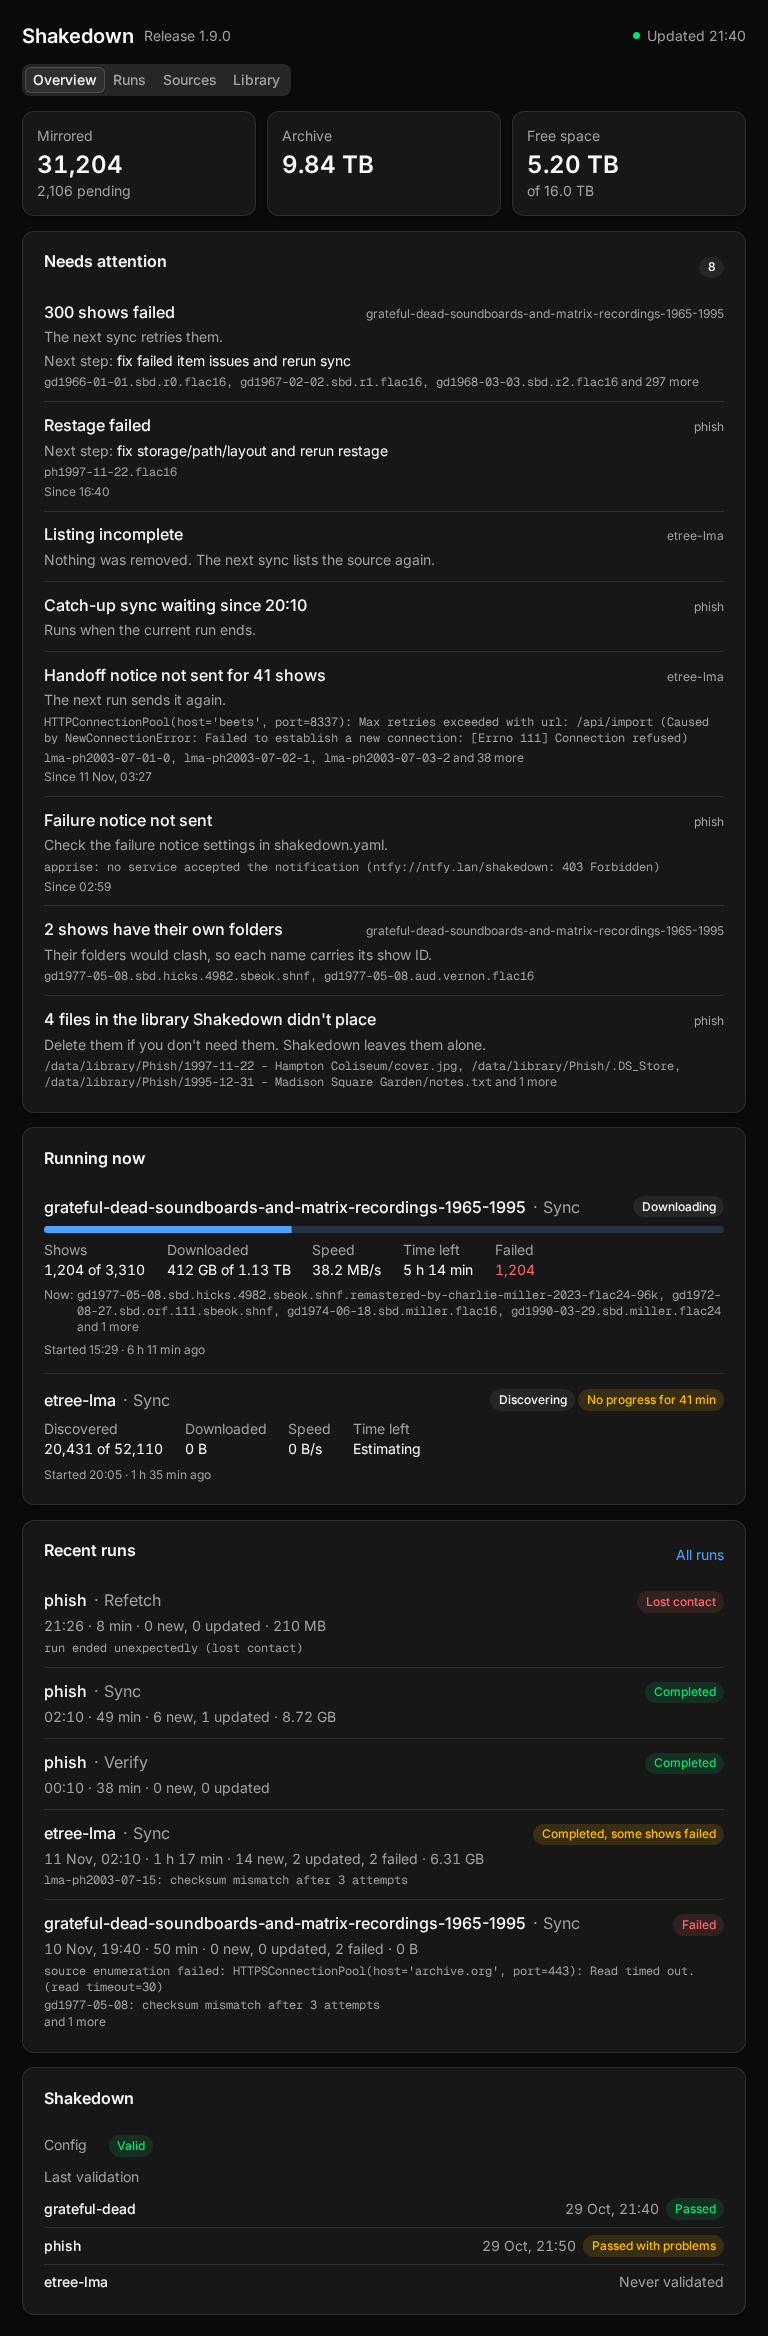 Shakedown Release 1.9.0
Updated 21:40
Overview Runs Sources Library
Mirrored
31,204
2,106 pending
Archive
9.84 TB
Free space
5.20 TB
of 16.0 TB
Needs attention
8
300 shows failed
grateful-dead-soundboards-and-matrix-recordings-1965-1995
The next sync retries them.
Next step: fix failed item issues and rerun sync
gd1966-01-01.sbd.r0.flac16, gd1967-02-02.sbd.r1.flac16, gd1968-03-03.sbd.r2.flac16 and 297 more
Restage failed
phish
Next step: fix storage/path/layout and rerun restage
ph1997-11-22.flac16
Since 16:40
Listing incomplete
etree-lma
Nothing was removed. The next sync lists the source again.
Catch-up sync waiting since 20:10
phish
Runs when the current run ends.
Handoff notice not sent for 41 shows
etree-lma
The next run sends it again.
HTTPConnectionPool(host='beets', port=8337): Max retries exceeded with url: /api/import (Caused
by NewConnectionError: Failed to establish a new connection: [Errno 111] Connection refused)
lma-ph2003-07-01-0, lma-ph2003-07-02-1, lma-ph2003-07-03-2 and 38 more
Since 11 Nov, 03:27
Failure notice not sent
phish
Check the failure notice settings in shakedown.yaml.
apprise: no service accepted the notification (ntfy://ntfy.lan/shakedown: 403 Forbidden)
Since 02:59
2 shows have their own folders
grateful-dead-soundboards-and-matrix-recordings-1965-1995
Their folders would clash, so each name carries its show ID.
gd1977-05-08.sbd.hicks.4982.sbeok.shnf, gd1977-05-08.aud.vernon.flac16
4 files in the library Shakedown didn't place
phish
Delete them if you don't need them. Shakedown leaves them alone.
/data/library/Phish/1997-11-22 - Hampton Coliseum/cover.jpg, /data/library/Phish/.DS_Store,
/data/library/Phish/1995-12-31 - Madison Square Garden/notes.txt and 1 more
Running now
grateful-dead-soundboards-and-matrix-recordings-1965-1995 · Sync
Downloading
Shows Downloaded Speed Time left Failed
1,204 of 3,310 412 GB of 1.13 TB 38.2 MB/s 5 h 14 min 1,204
Now: gd1977-05-08.sbd.hicks.4982.sbeok.shnf.remastered-by-charlie-miller-2023-flac24-96k, gd1972-
08-27.sbd.orf.111.sbeok.shnf, gd1974-06-18.sbd.miller.flac16, gd1990-03-29.sbd.miller.flac24
and 1 more
Started 15:29 · 6 h 11 min ago
etree-lma · Sync
Discovering No progress for 41 min
Discovered Downloaded Speed Time left
20,431 of 52,110 0 B 0 B/s Estimating
Started 20:05 · 1 h 35 min ago
Recent runs
All runs
phish · Refetch
Lost contact
21:26 · 8 min · 0 new, 0 updated · 210 MB
run ended unexpectedly (lost contact)
phish · Sync
Completed
02:10 · 49 min · 6 new, 1 updated · 8.72 GB
phish · Verify
Completed
00:10 · 38 min · 0 new, 0 updated
etree-lma · Sync
Completed, some shows failed
11 Nov, 02:10 · 1 h 17 min · 14 new, 2 updated, 2 failed · 6.31 GB
lma-ph2003-07-15: checksum mismatch after 3 attempts
grateful-dead-soundboards-and-matrix-recordings-1965-1995 · Sync
Failed
10 Nov, 19:40 · 50 min · 0 new, 0 updated, 2 failed · 0 B
source enumeration failed: HTTPSConnectionPool(host='archive.org', port=443): Read timed out.
(read timeout=30)
gd1977-05-08: checksum mismatch after 3 attempts
and 1 more
Shakedown
Config Valid
Last validation
grateful-dead 29 Oct, 21:40 Passed
phish 29 Oct, 21:50 Passed with problems
etree-lma Never validated